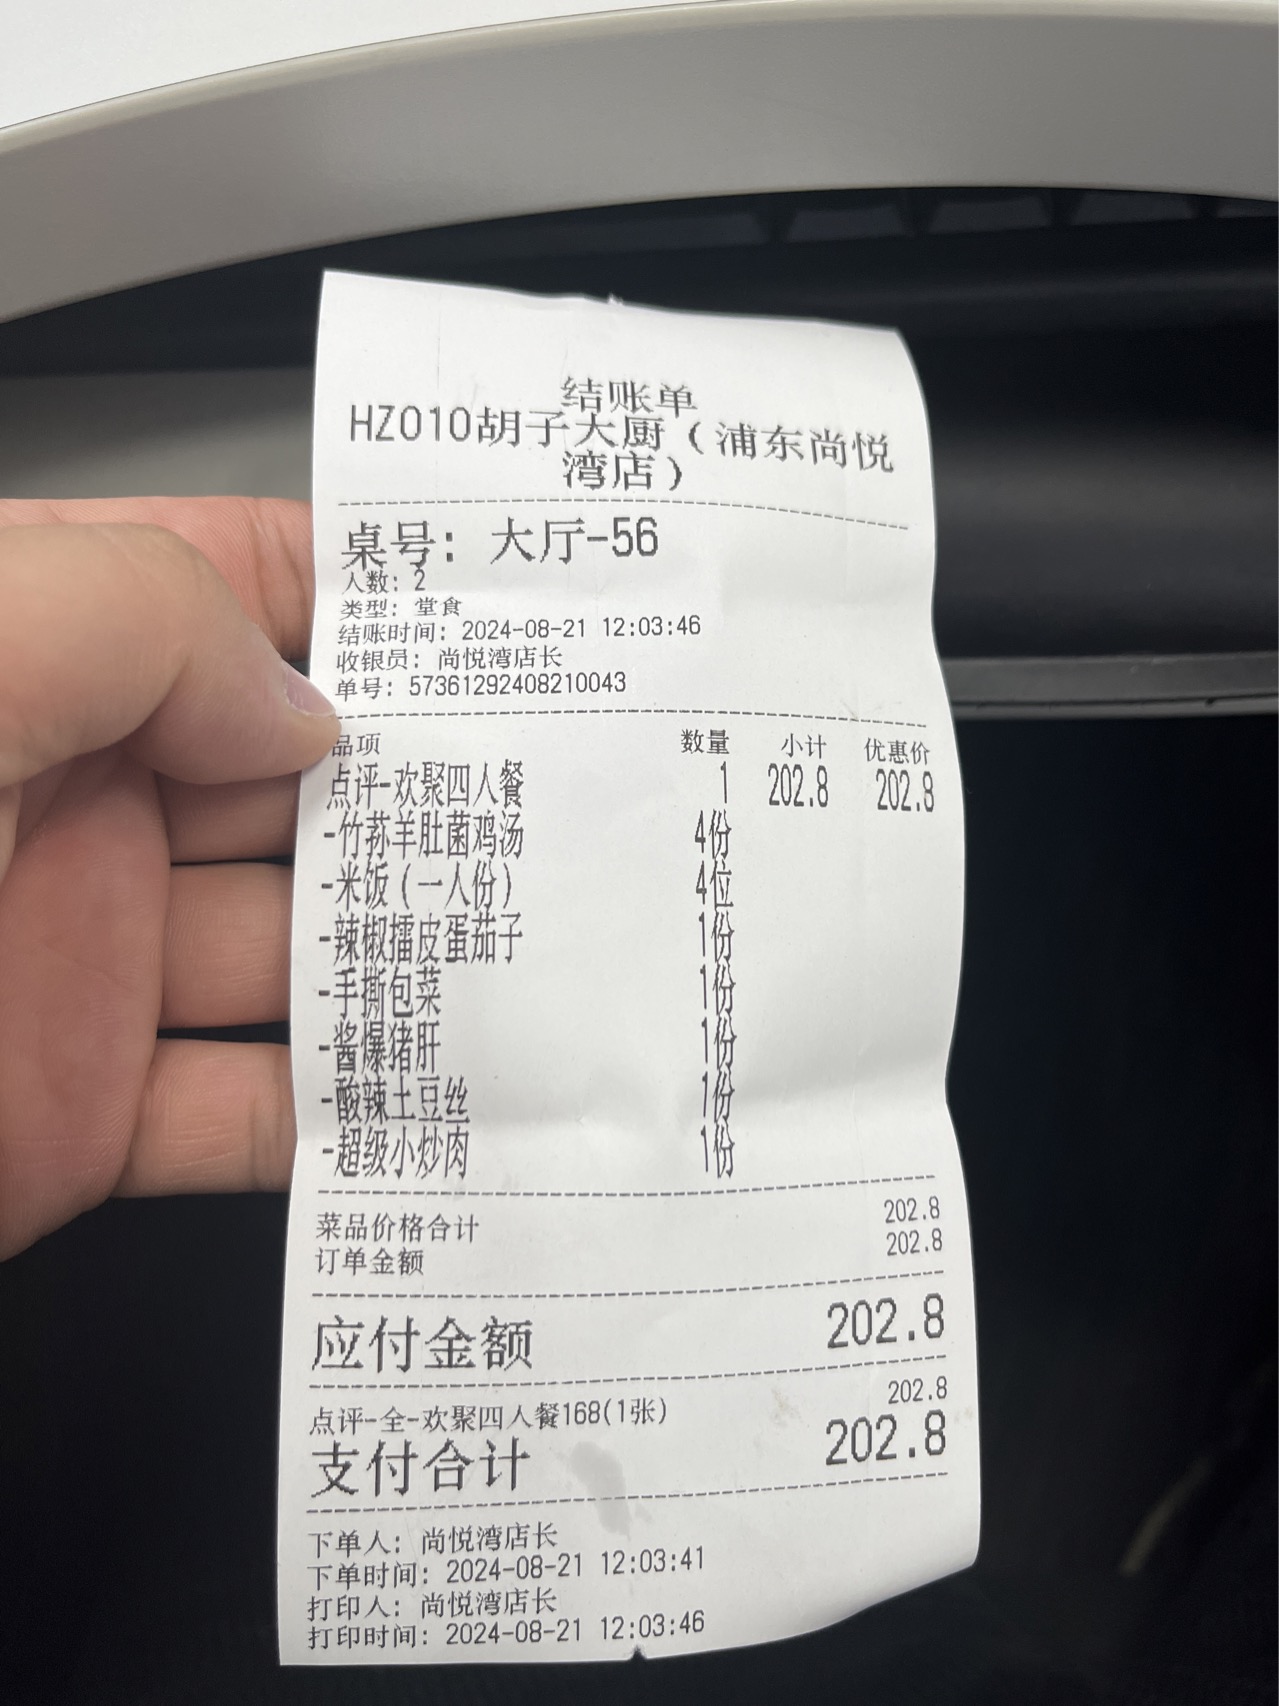 结账单
HZ010胡子大厨（浦东尚悦
湾店）
桌号：大厅-56
人数：2
类型：堂食
结账时间：2024-08-21 12:03:46
收银员：尚悦湾店长
单号：57361292408210043
品项 数量 小计 优惠价
点评-欢聚四人餐 1 202.8 202.8
-竹荪羊肚菌鸡汤 4份
-米饭（一人份） 4位
-辣椒擂皮蛋茄子 1份
-手撕包菜 1份
-酱爆猪肝 1份
-酸辣土豆丝 1份
-超级小炒肉 1份
菜品价格合计 202.8
订单金额 202.8
应付金额 202.8
点评-全-欢聚四人餐168(1张) 202.8
支付合计 202.8
下单人：尚悦湾店长
下单时间：2024-08-21 12:03:41
打印人：尚悦湾店长
打印时间：2024-08-21 12:03:46